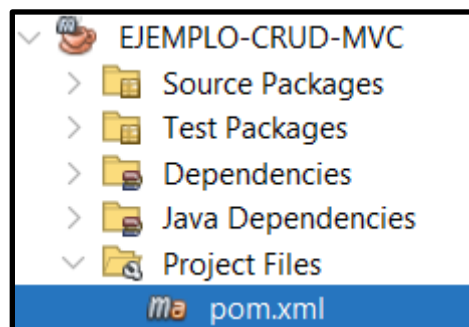 EJEMPLO-CRUD-MVC
Source Packages
Test Packages
Dependencies
Java Dependencies
Project Files
pom.xml